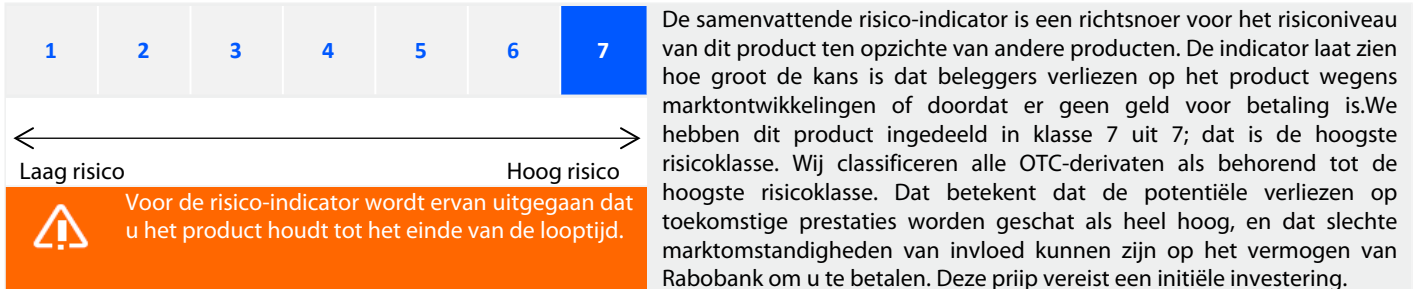 1 2 3 4 5 6 7
Laag risico Hoog risico
Voor de risico-indicator wordt ervan uitgegaan dat
u het product houdt tot het einde van de looptijd.
De samenvattende risico-indicator is een richtsnoer voor het risiconiveau
van dit product ten opzichte van andere producten. De indicator laat zien
hoe groot de kans is dat beleggers verliezen op het product wegens
marktontwikkelingen of doordat er geen geld voor betaling is.We
hebben dit product ingedeeld in klasse 7 uit 7; dat is de hoogste
risicoklasse. Wij classificeren alle OTC-derivaten als behorend tot de
hoogste risicoklasse. Dat betekent dat de potentiële verliezen op
toekomstige prestaties worden geschat als heel hoog, en dat slechte
marktomstandigheden van invloed kunnen zijn op het vermogen van
Rabobank om u te betalen. Deze priip vereist een initiële investering.